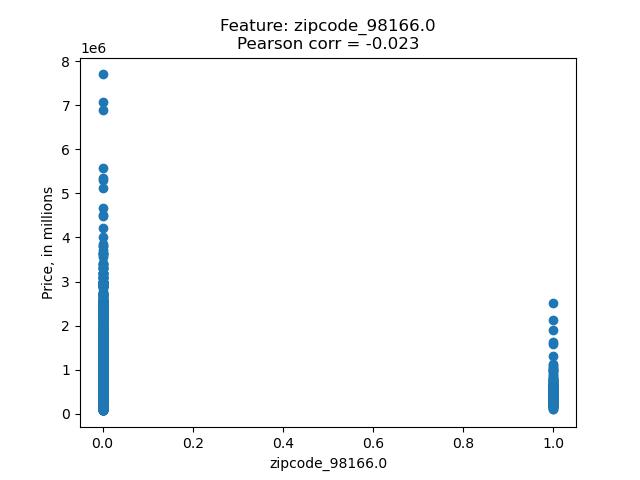 Feature: zipcode_98166.0
Pearson corr = -0.023
1e6
8
7
6
5
4
3
2
1
0
Price, in millions
0.0 0.2 0.4 0.6 0.8 1.0
zipcode_98166.0